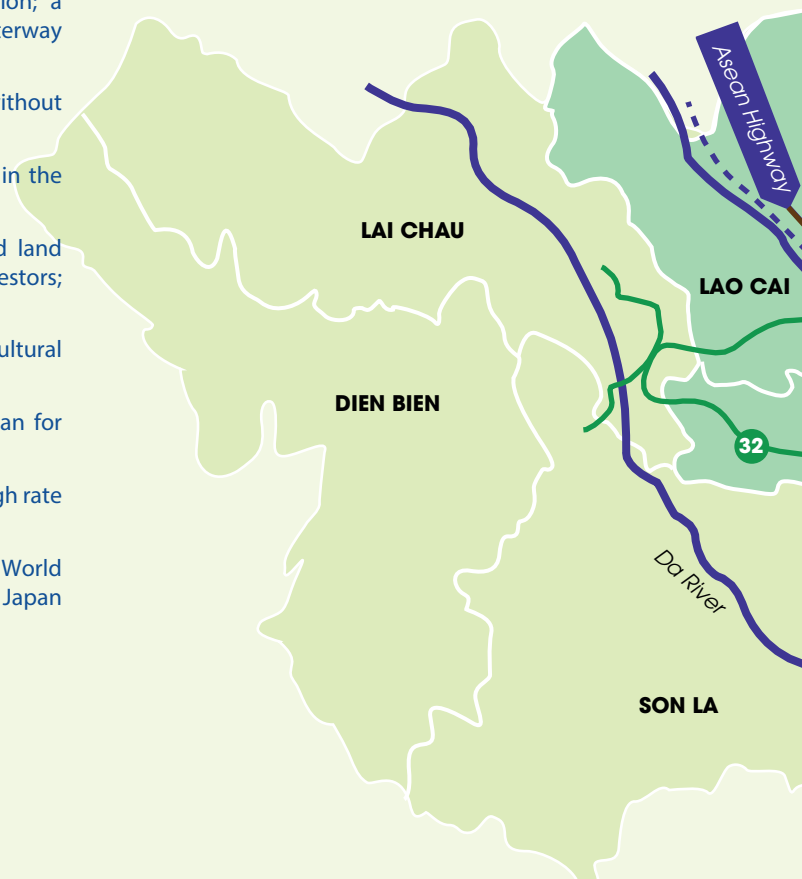 ion; a
terway
ithout
in the
d land
estors;
ultural
an for
gh rate
World
Japan
Asean Highway
LAI CHAU
LAO CAI
DIEN BIEN
32
Da River
SON LA